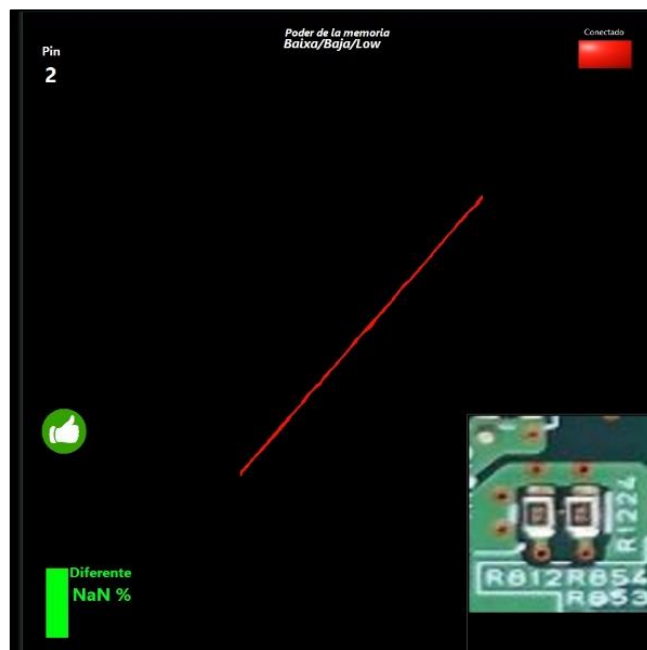 Poder de la memoria
Baixa/Baja/Low
Conectado
Pin
2
Diferente
NaN %
R1224
R812 R854
R853